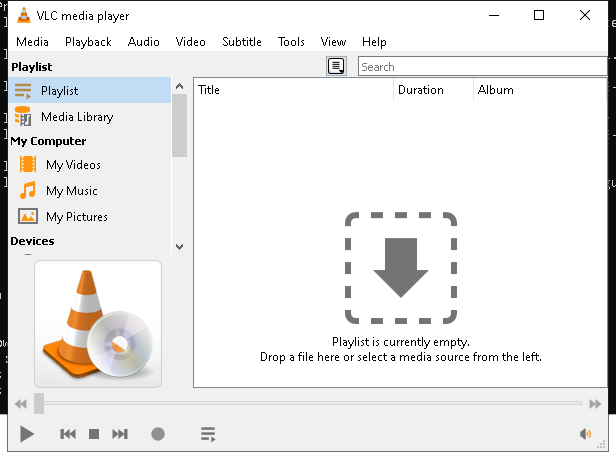 VLC media player
Media Playback Audio Video Subtitle Tools View Help
Playlist
Search
Playlist
Media Library
My Computer
My Videos
My Music
My Pictures
Devices
Title Duration Album
Playlist is currently empty.
Drop a file here or select a media source from the left.